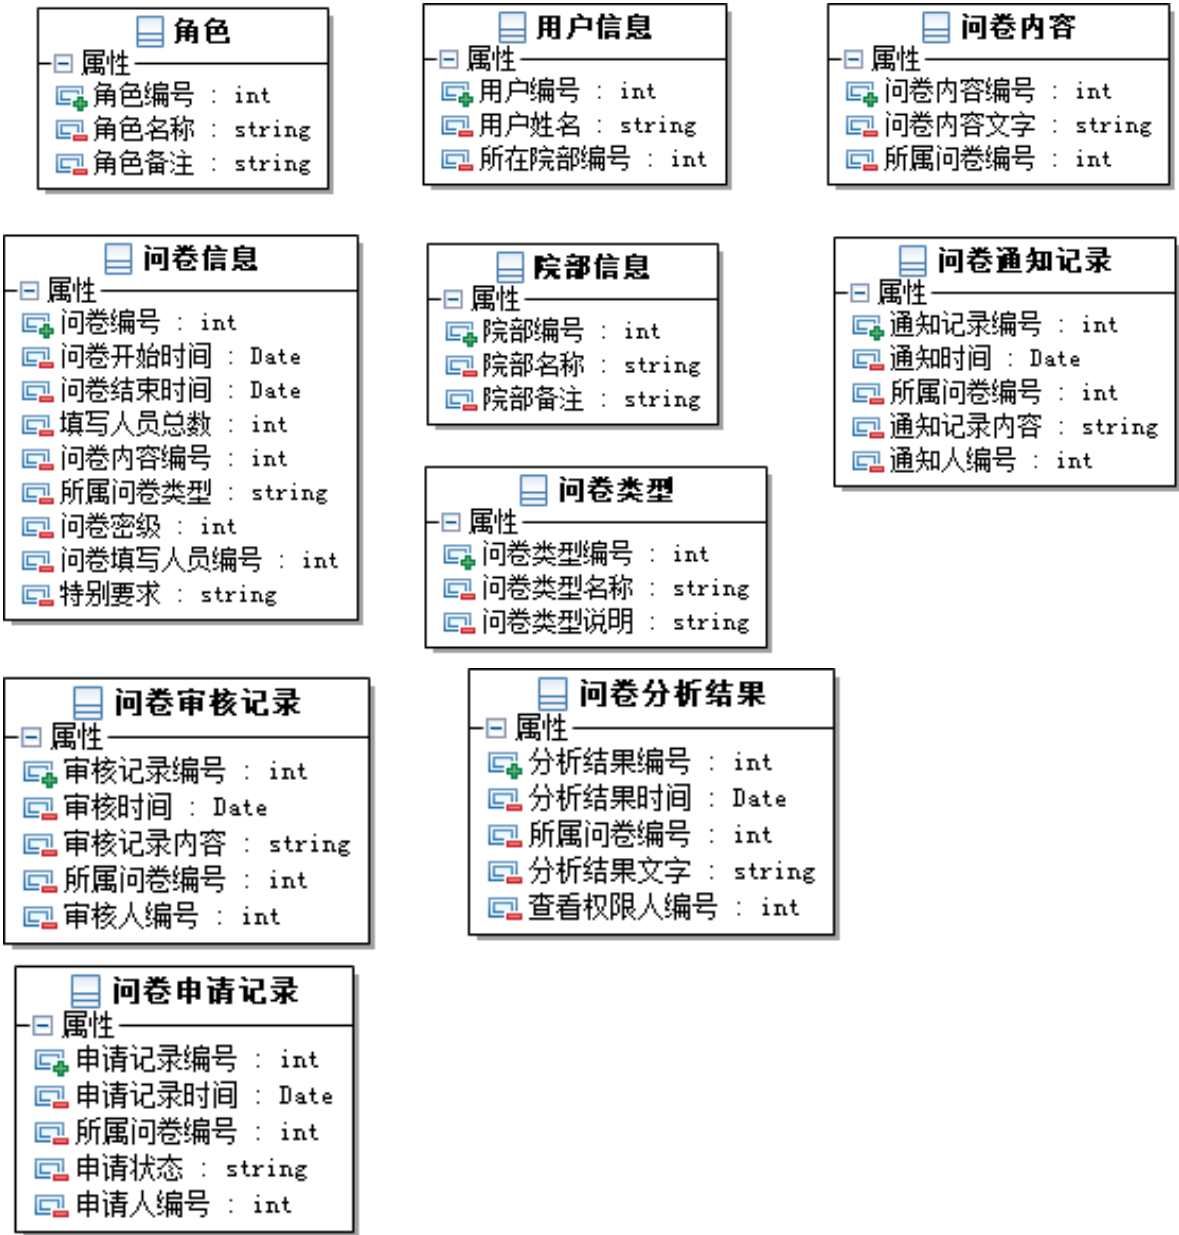 角色
属性
角色编号 : int
角色名称 : string
角色备注 : string
用户信息
属性
用户编号 : int
用户姓名 : string
所在院部编号 : int
问卷内容
属性
问卷内容编号 : int
问卷内容文字 : string
所属问卷编号 : int
问卷信息
属性
问卷编号 : int
问卷开始时间 : Date
问卷结束时间 : Date
填写人员总数 : int
问卷内容编号 : int
所属问卷类型 : string
问卷密级 : int
问卷填写人员编号 : int
特别要求 : string
院部信息
属性
院部编号 : int
院部名称 : string
院部备注 : string
问卷通知记录
属性
通知记录编号 : int
通知时间 : Date
所属问卷编号 : int
通知记录内容 : string
通知人编号 : int
问卷类型
属性
问卷类型编号 : int
问卷类型名称 : string
问卷类型说明 : string
问卷审核记录
属性
审核记录编号 : int
审核时间 : Date
审核记录内容 : string
所属问卷编号 : int
审核人编号 : int
问卷分析结果
属性
分析结果编号 : int
分析结果时间 : Date
所属问卷编号 : int
分析结果文字 : string
查看权限人编号 : int
问卷申请记录
属性
申请记录编号 : int
申请记录时间 : Date
所属问卷编号 : int
申请状态 : string
申请人编号 : int